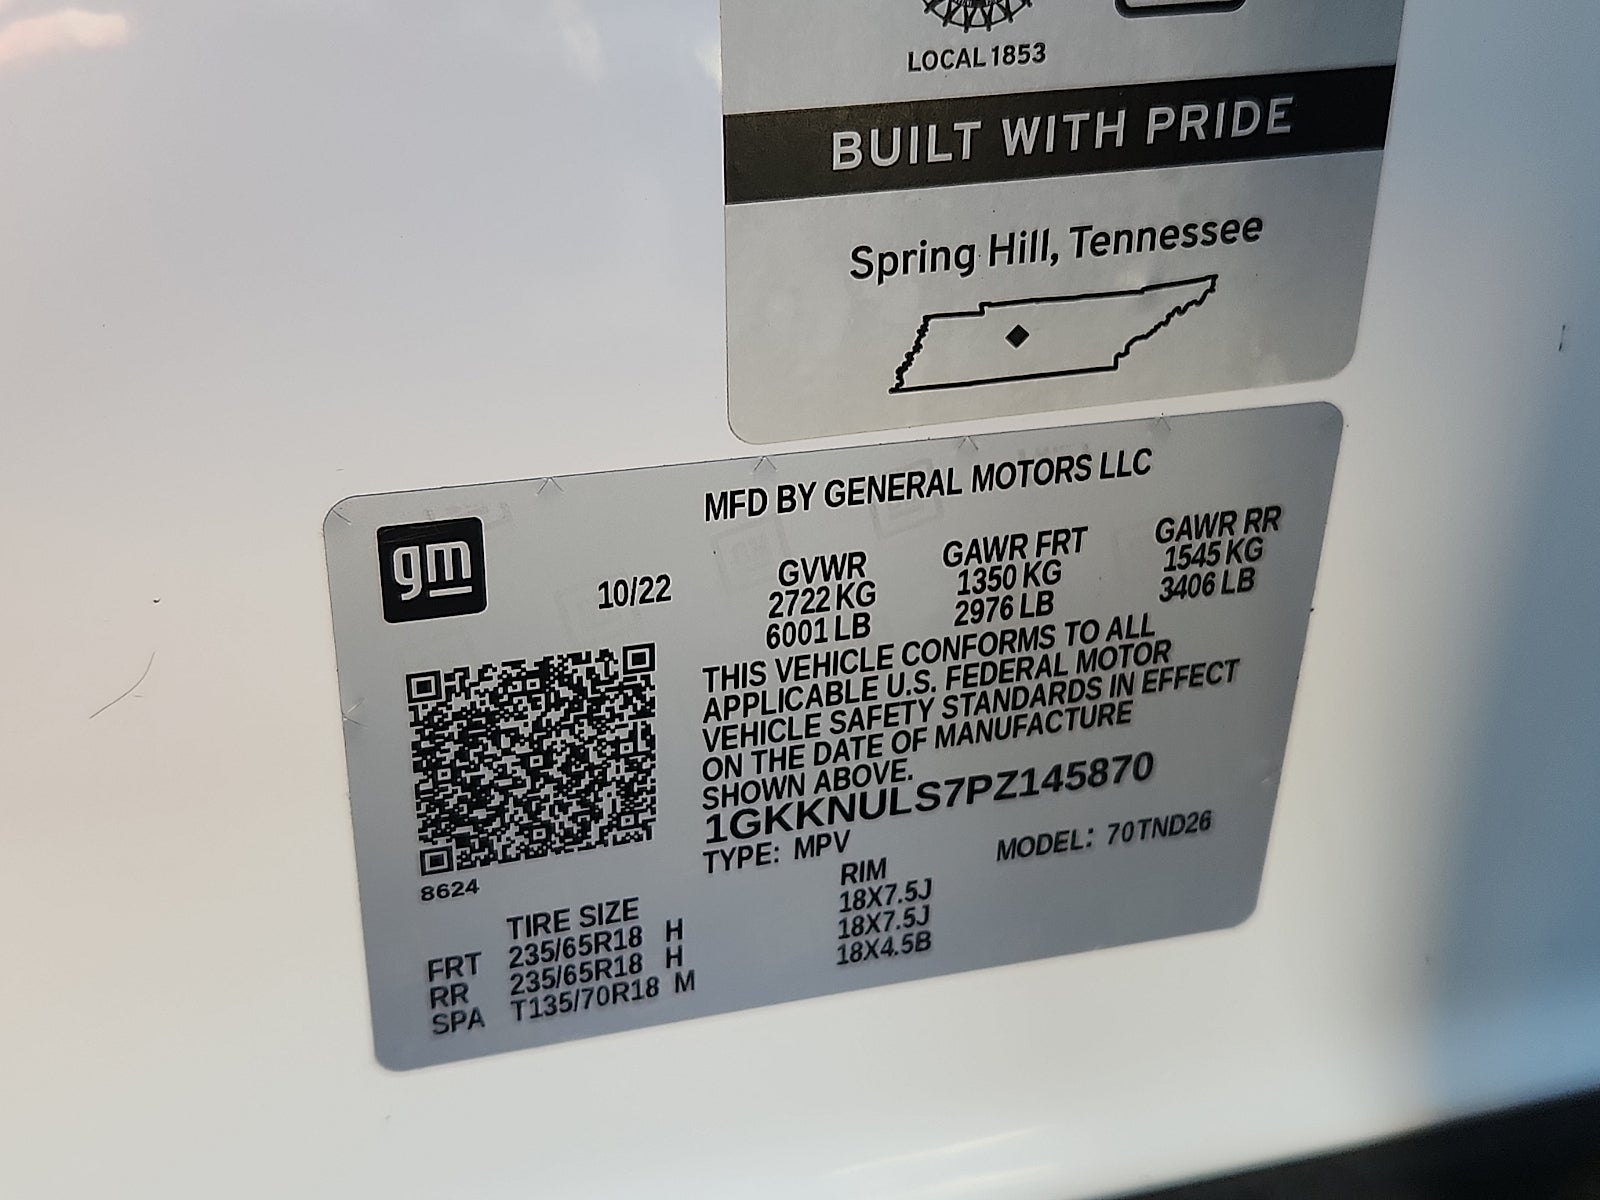 LOCAL 1853
BUILT WITH PRIDE
Spring Hill, Tennessee
MFD BY GENERAL MOTORS LLC
gm
10/22
GVWR GAWR FRT GAWR RR
2722 KG 1350 KG 1545 KG
6001 LB 2976 LB 3406 LB
THIS VEHICLE CONFORMS TO ALL
APPLICABLE U.S. FEDERAL MOTOR
VEHICLE SAFETY STANDARDS IN EFFECT
ON THE DATE OF MANUFACTURE
SHOWN ABOVE.
1GKKNULS7PZ145870
TYPE: MPV MODEL: 70TND26
8624
TIRE SIZE RIM
FRT 235/65R18 H 18X7.5J
RR 235/65R18 H 18X7.5J
SPA T135/70R18 M 18X4.5B